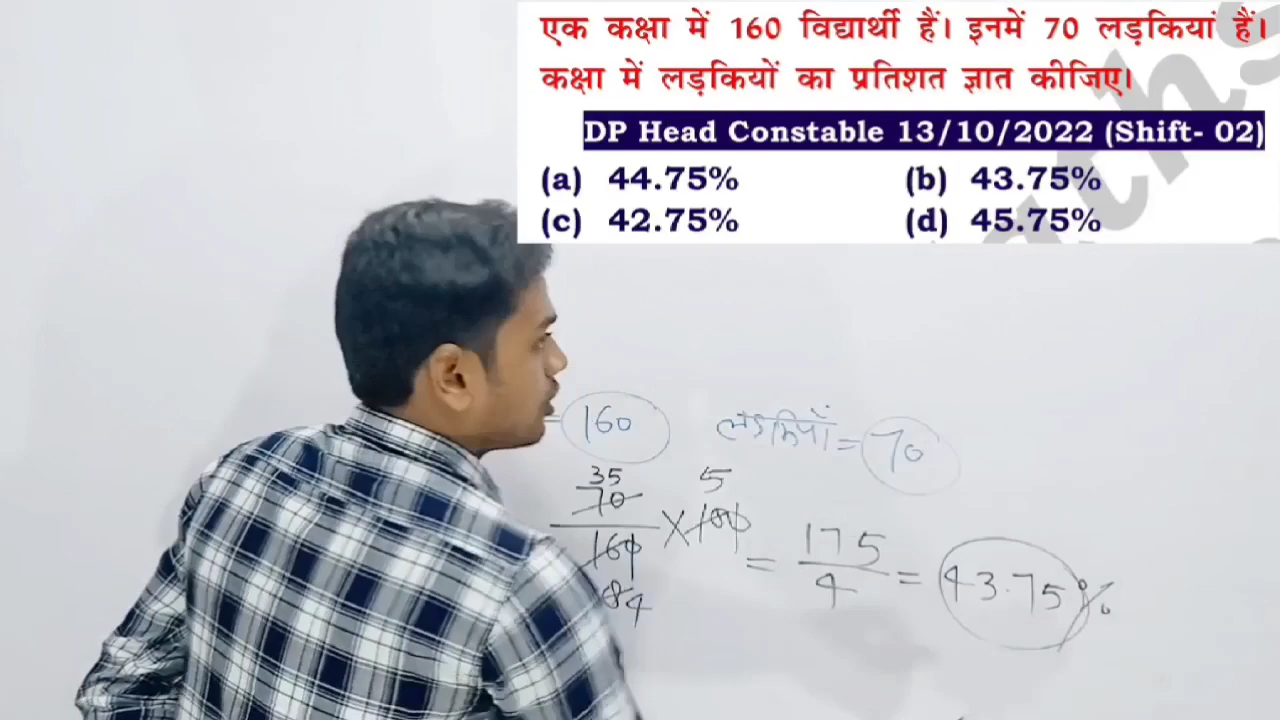 एक कक्षा में 160 विद्यार्थी हैं। इनमें 70 लड़कियां हैं।
कक्षा में लड़कियों का प्रतिशत ज्ञात कीजिए।
DP Head Constable 13/10/2022 (Shift- 02)
(a) 44.75% (b) 43.75%
(c) 42.75% (d) 45.75%
= 160 लड़कियाँ = 70
35 5
70
160 × 100 = 175/4 = 43.75%
84